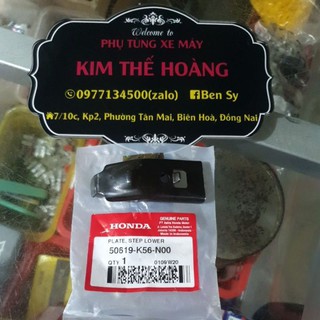 Welcome to
PHỤ TÙNG XE MÁY
KIM THẾ HOÀNG
0977134500(zalo) Ben Sy
7/10c, Kp2, Phường Tân Mai, Biên Hoà, Đồng Nai
HONDA
GENUINE PARTS
PLATE, STEP LOWER
50619-K56-N00
QTY 1